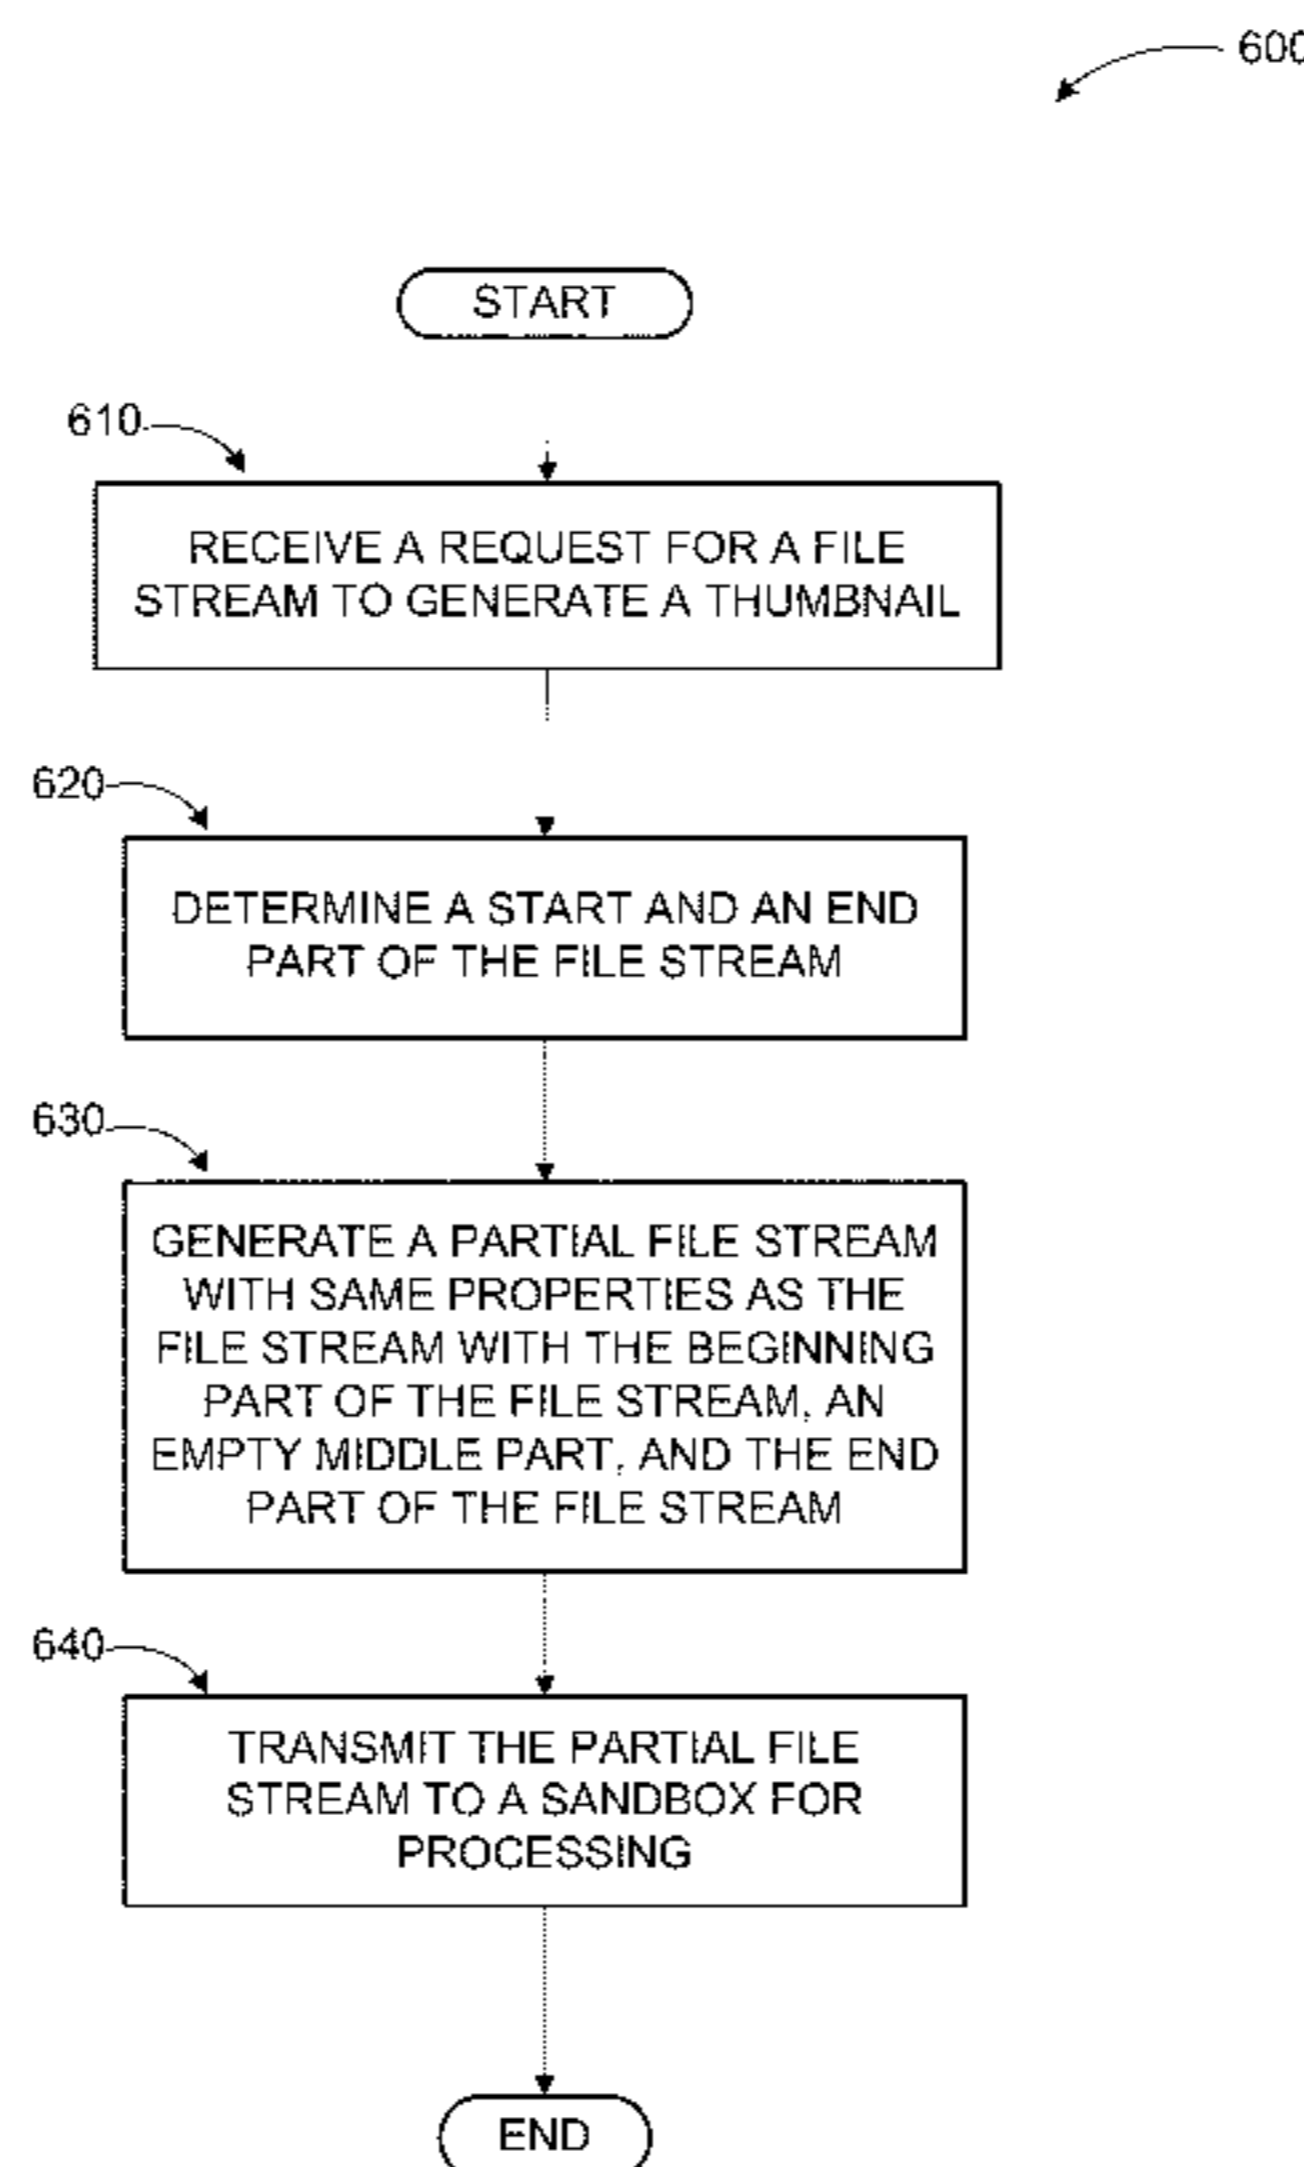 600
START
610
RECEIVE A REQUEST FOR A FILE
STREAM TO GENERATE A THUMBNAIL
620
DETERMINE A START AND AN END
PART OF THE FILE STREAM
630
GENERATE A PARTIAL FILE STREAM
WITH SAME PROPERTIES AS THE
FILE STREAM WITH THE BEGINNING
PART OF THE FILE STREAM, AN
EMPTY MIDDLE PART, AND THE END
PART OF THE FILE STREAM
640
TRANSMIT THE PARTIAL FILE
STREAM TO A SANDBOX FOR
PROCESSING
END